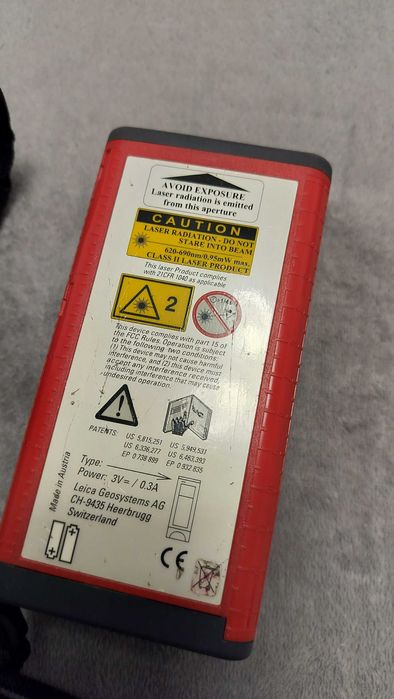 AVOID EXPOSURE
Laser radiation is emitted
from this aperture
CAUTION
LASER RADIATION - DO NOT
STARE INTO BEAM
620-690nm/0.95mW max.
CLASS II LASER PRODUCT
This laser Product complies
with 21CFR 1040 as applicable
2
This device complies with part 15 of
the FCC Rules. Operation is subject
to the following two conditions:
(1) This device may not cause harmful
interference, and (2) this device must
accept any interference received,
including interference that may cause
undesired operation.
PATENTS: US 5,815,251 US 5,949,531
US 6,336,277 US 6,463,393
EP 0 738 899 EP 0 932 835
Type:
Power: 3V= / 0.3A
Leica Geosystems AG
CH-9435 Heerbrugg
Switzerland
Made in Austria
CE